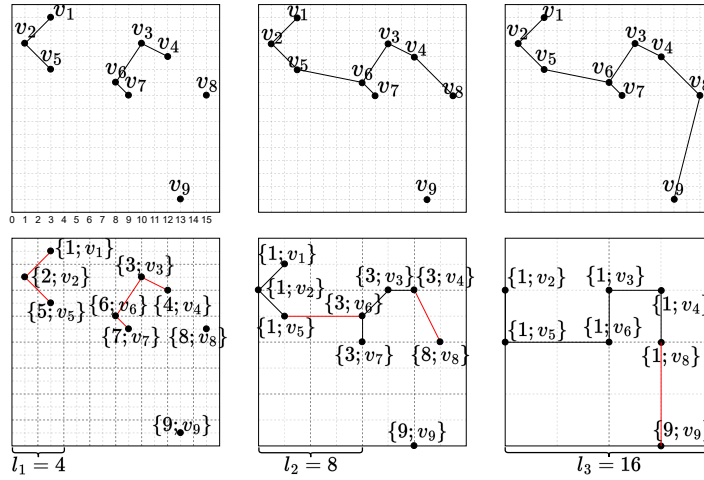 v₁
v₂
v₃
v₄
v₅
v₆
v₇
v₈
v₉
0 1 2 3 4 5 6 7 8 9 10 11 12 13 14 15
v₁
v₂
v₃
v₄
v₅
v₆
v₇
v₈
v₉
v₁
v₂
v₃
v₄
v₅
v₆
v₇
v₈
v₉
{1; v₁}
{2; v₂}
{3; v₃}
{5; v₅}
{6; v₆}
{4; v₄}
{7; v₇}
{8; v₈}
{9; v₉}
l₁ = 4
{1; v₁}
{1; v₂}
{3; v₃}
{3; v₄}
{1; v₅}
{3; v₆}
{3; v₇}
{8; v₈}
{9; v₉}
l₂ = 8
{1; v₂}
{1; v₃}
{1; v₄}
{1; v₅}
{1; v₆}
{1; v₈}
{9; v₉}
l₃ = 16